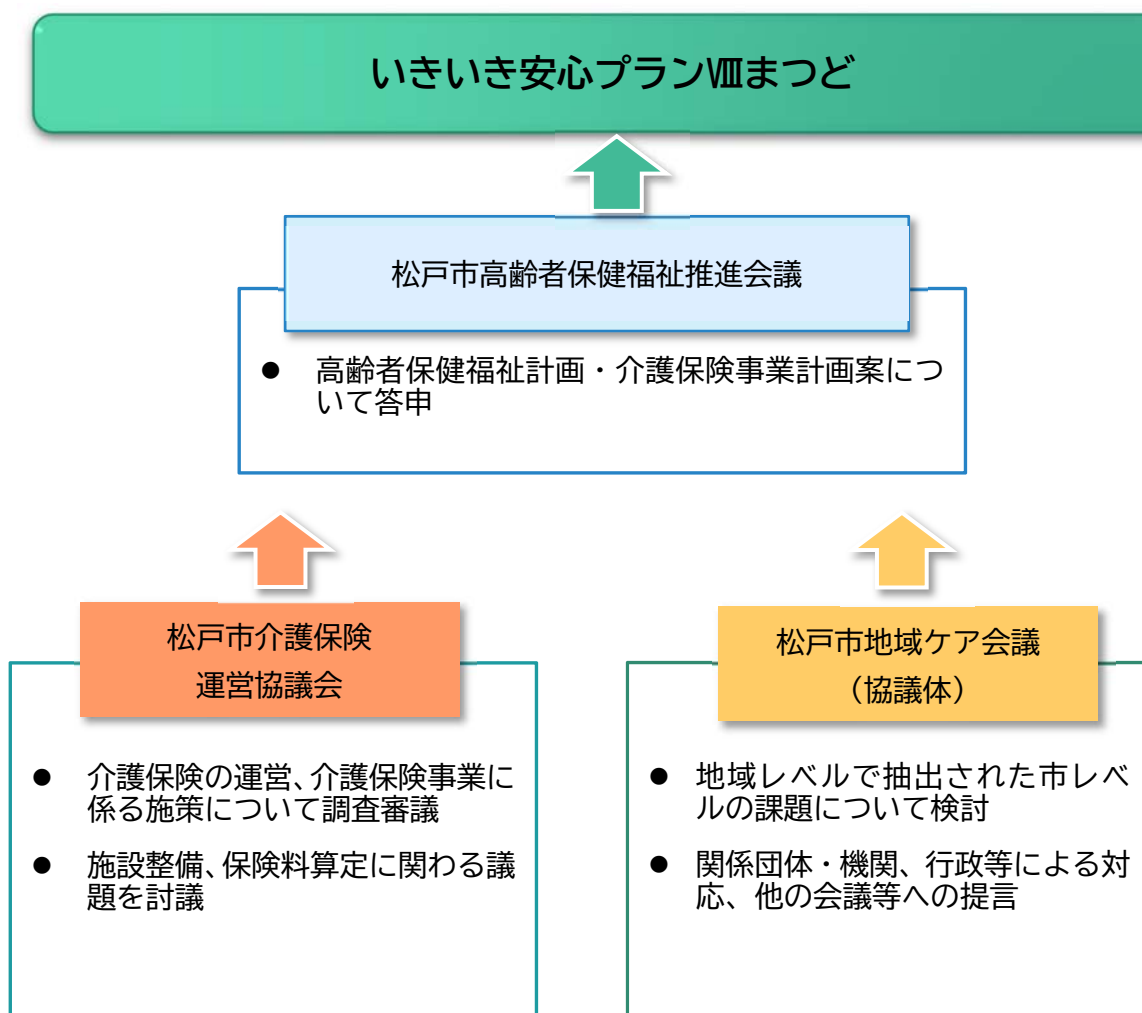 いきいき安心プランⅧまつど
松戸市高齢者保健福祉推進会議
● 高齢者保健福祉計画・介護保険事業計画案につ
いて答申
松戸市介護保険
運営協議会
● 介護保険の運営、介護保険事業に
係る施策について調査審議
● 施設整備、保険料算定に関わる議
題を討議
松戸市地域ケア会議
（協議体）
● 地域レベルで抽出された市レベ
ルの課題について検討
● 関係団体・機関、行政等による対
応、他の会議等への提言